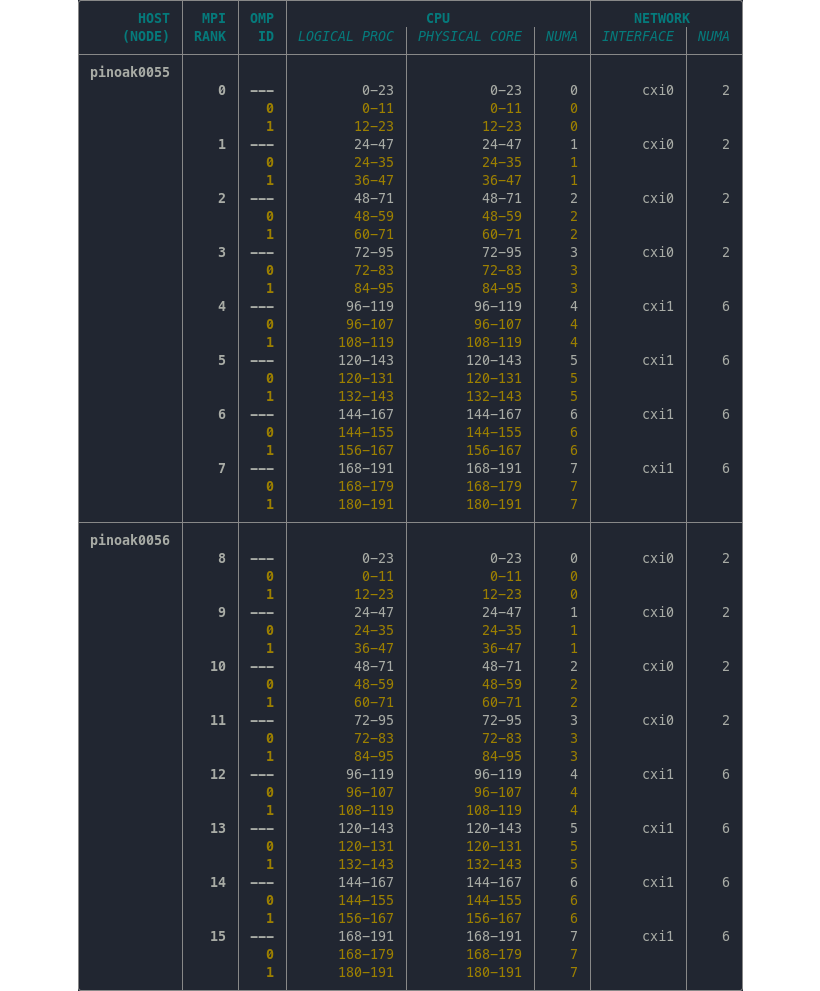 HOST MPI OMP CPU NETWORK
(NODE) RANK ID LOGICAL PROC PHYSICAL CORE NUMA INTERFACE NUMA
pinoak0055
0 --- 0-23 0-23 0 cxi0 2
0 0-11 0-11 0
1 12-23 12-23 0
1 --- 24-47 24-47 1 cxi0 2
0 24-35 24-35 1
1 36-47 36-47 1
2 --- 48-71 48-71 2 cxi0 2
0 48-59 48-59 2
1 60-71 60-71 2
3 --- 72-95 72-95 3 cxi0 2
0 72-83 72-83 3
1 84-95 84-95 3
4 --- 96-119 96-119 4 cxi1 6
0 96-107 96-107 4
1 108-119 108-119 4
5 --- 120-143 120-143 5 cxi1 6
0 120-131 120-131 5
1 132-143 132-143 5
6 --- 144-167 144-167 6 cxi1 6
0 144-155 144-155 6
1 156-167 156-167 6
7 --- 168-191 168-191 7 cxi1 6
0 168-179 168-179 7
1 180-191 180-191 7
pinoak0056
8 --- 0-23 0-23 0 cxi0 2
0 0-11 0-11 0
1 12-23 12-23 0
9 --- 24-47 24-47 1 cxi0 2
0 24-35 24-35 1
1 36-47 36-47 1
10 --- 48-71 48-71 2 cxi0 2
0 48-59 48-59 2
1 60-71 60-71 2
11 --- 72-95 72-95 3 cxi0 2
0 72-83 72-83 3
1 84-95 84-95 3
12 --- 96-119 96-119 4 cxi1 6
0 96-107 96-107 4
1 108-119 108-119 4
13 --- 120-143 120-143 5 cxi1 6
0 120-131 120-131 5
1 132-143 132-143 5
14 --- 144-167 144-167 6 cxi1 6
0 144-155 144-155 6
1 156-167 156-167 6
15 --- 168-191 168-191 7 cxi1 6
0 168-179 168-179 7
1 180-191 180-191 7